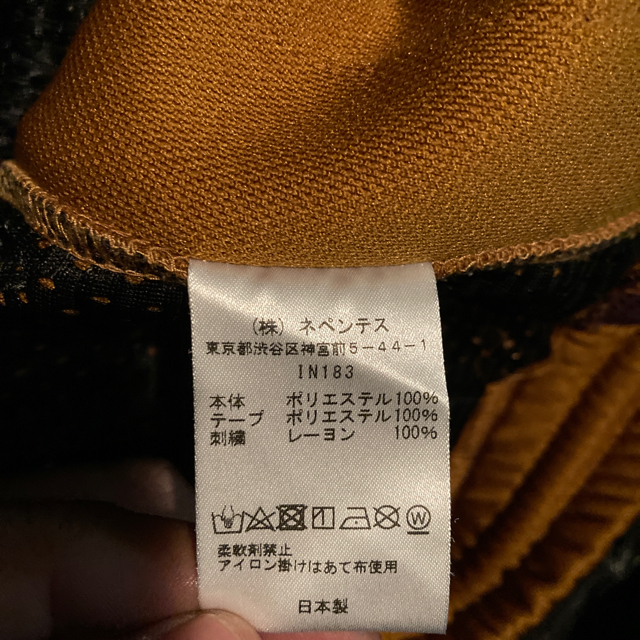 (株) ネペンテス
東京都渋谷区神宮前5-44-1
IN183
本体 ポリエステル100%
テープ ポリエステル100%
刺繍 レーヨン 100%
W
柔軟剤禁止
アイロン掛けはあて布使用
日本製